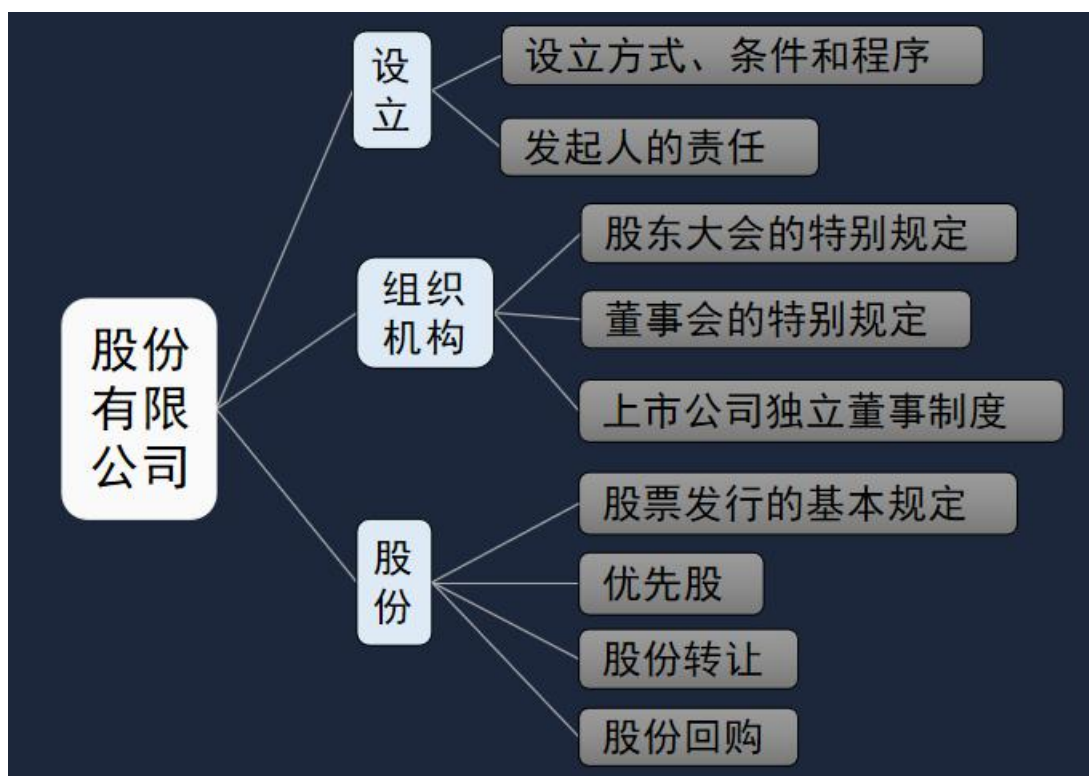 股份
有限
公司
设
立
设立方式、条件和程序
发起人的责任
组织
机构
股东大会的特别规定
董事会的特别规定
上市公司独立董事制度
股
份
股票发行的基本规定
优先股
股份转让
股份回购